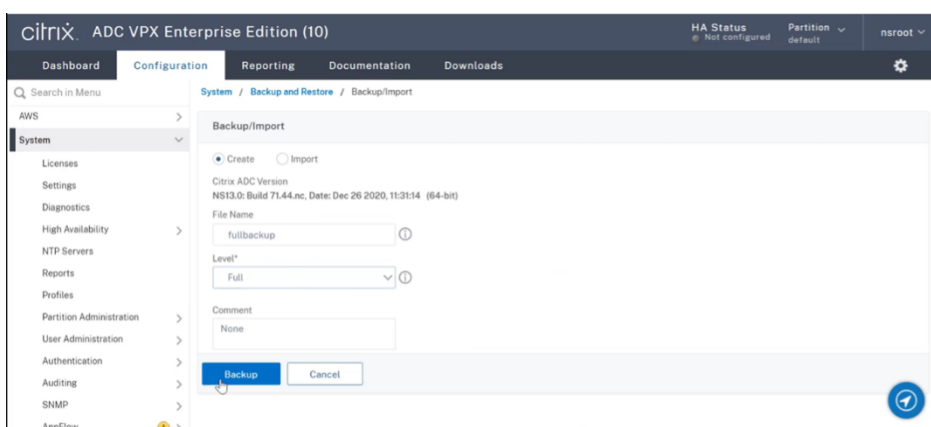 citrix. ADC VPX Enterprise Edition (10)
HA Status
Not configured
Partition
default
nsroot
Dashboard Configuration Reporting Documentation Downloads
Search in Menu
AWS
System
Licenses
Settings
Diagnostics
High Availability
NTP Servers
Reports
Profiles
Partition Administration
User Administration
Authentication
Auditing
SNMP
AppFlow
System / Backup and Restore / Backup/Import
Backup/Import
Create Import
Citrix ADC Version
NS13.0: Build 71.44.nc, Date: Dec 26 2020, 11:31:14 (64-bit)
File Name
fullbackup
Level*
Full
Comment
None
Backup Cancel